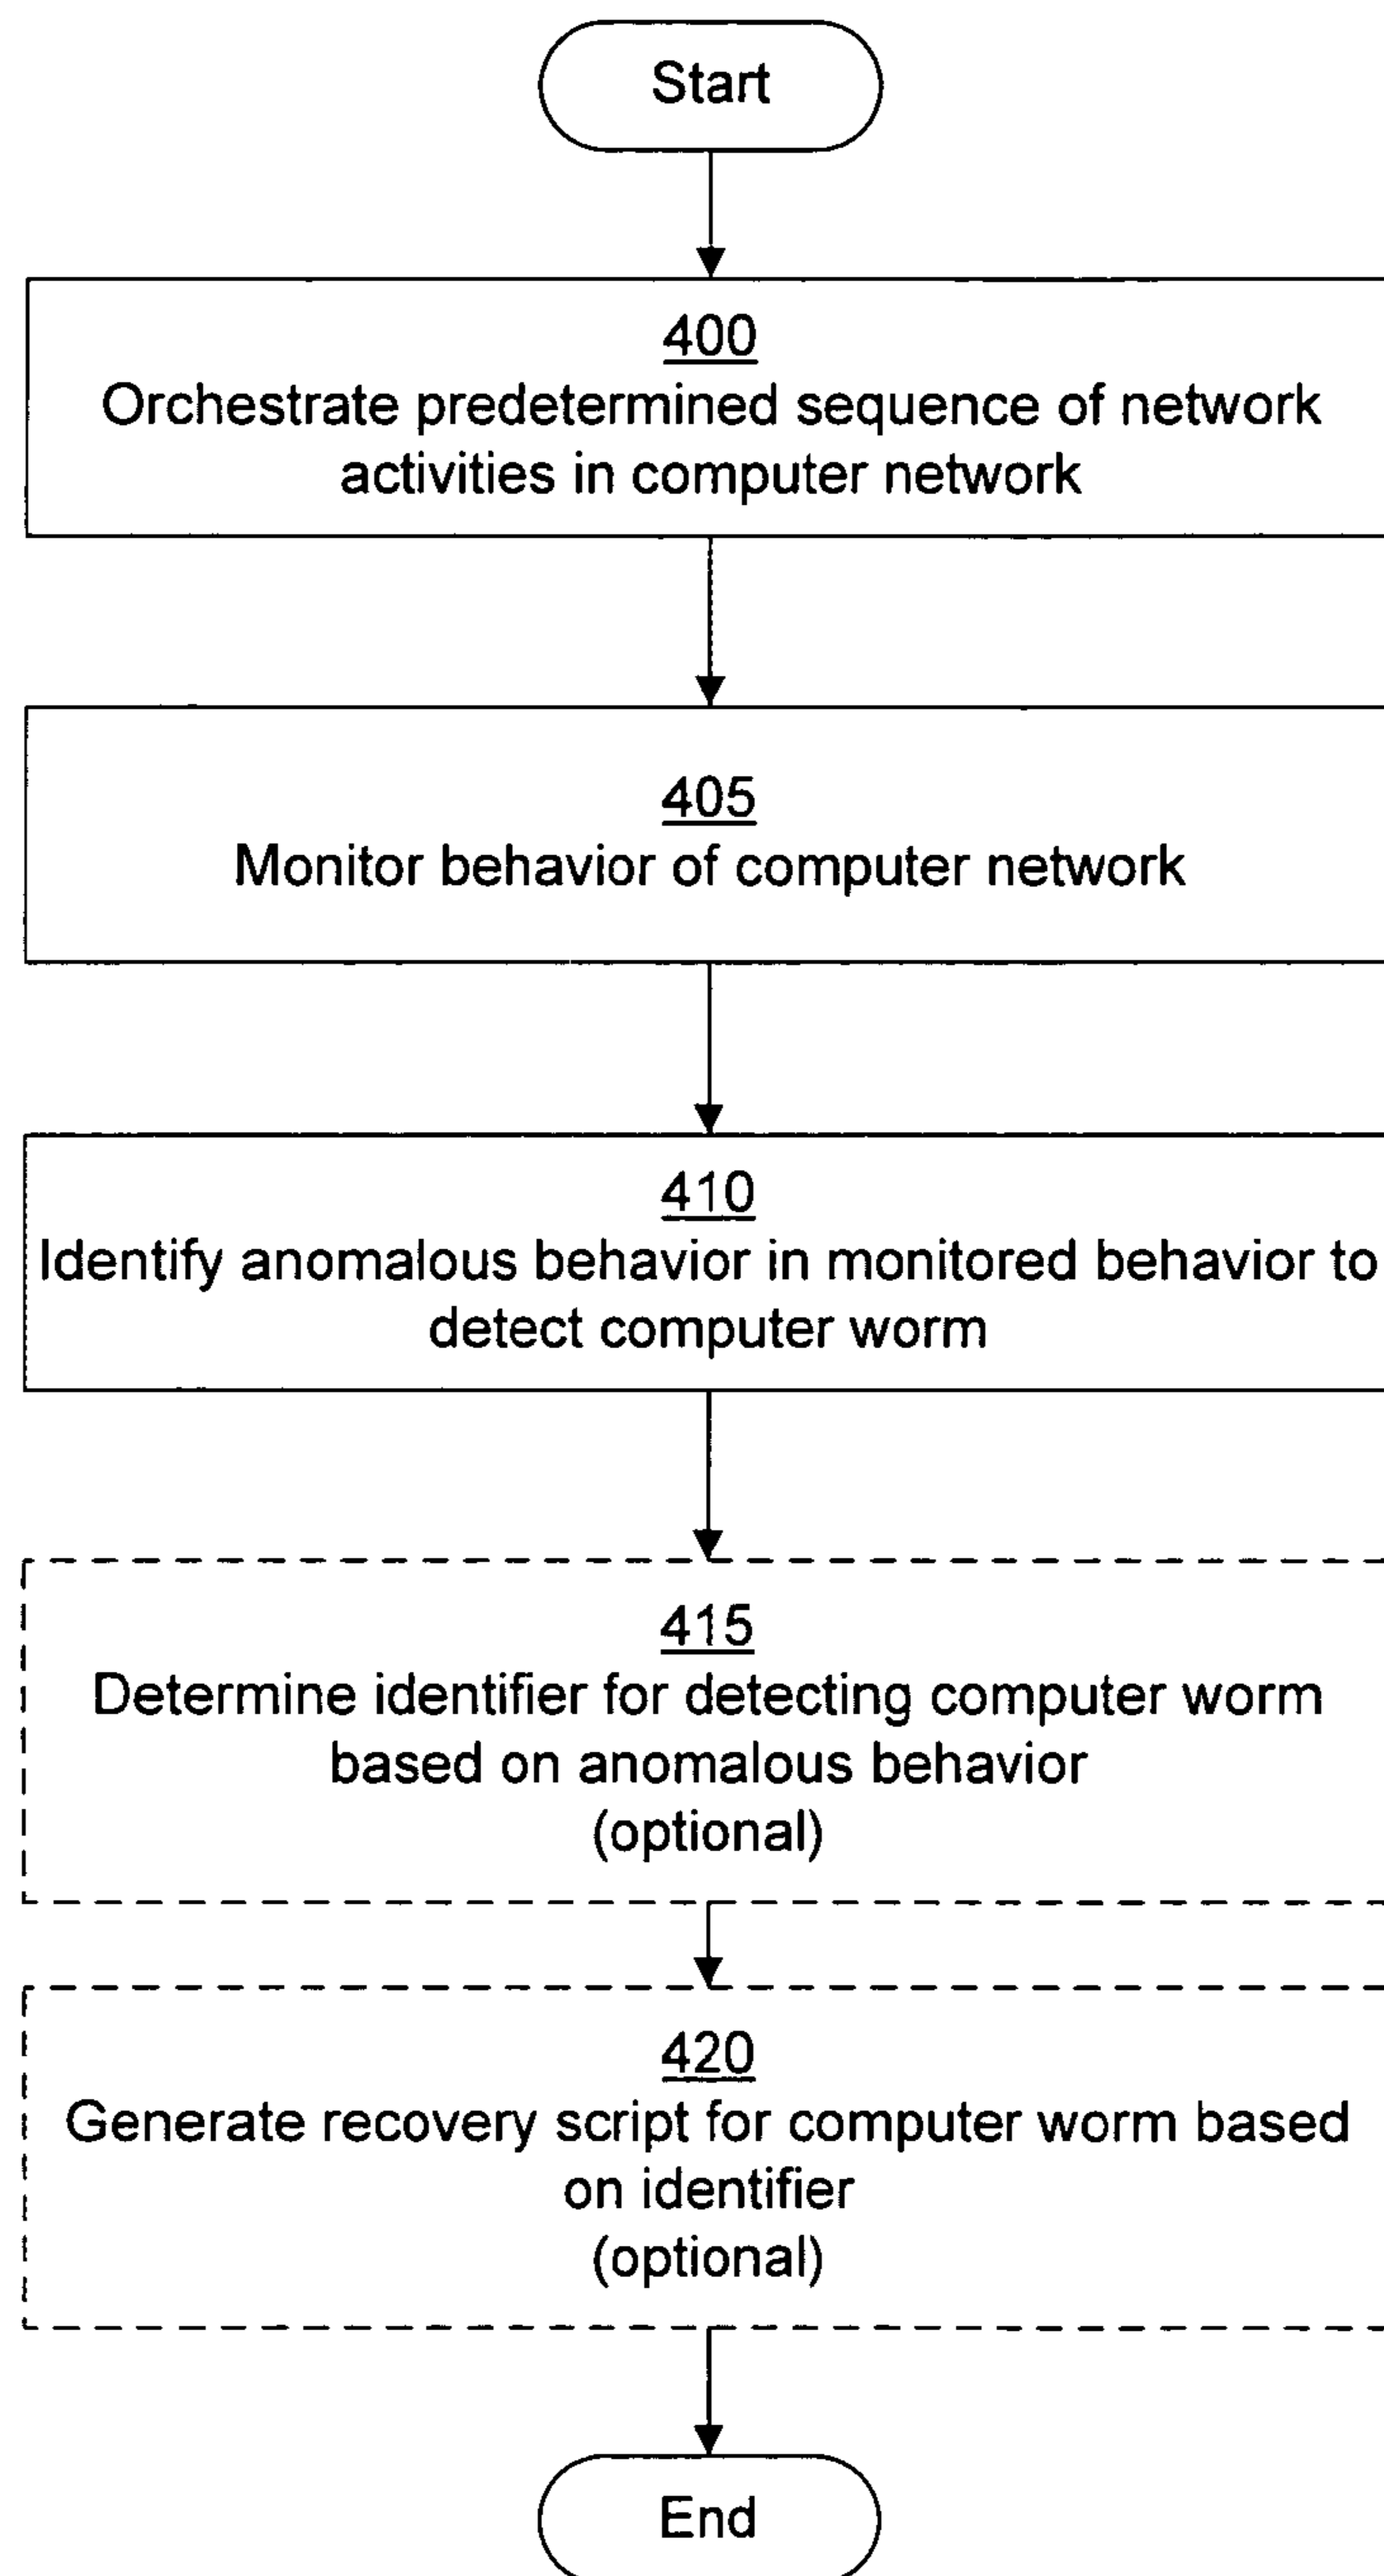 Start
400
Orchestrate predetermined sequence of network
activities in computer network
405
Monitor behavior of computer network
410
Identify anomalous behavior in monitored behavior to
detect computer worm
415
Determine identifier for detecting computer worm
based on anomalous behavior
(optional)
420
Generate recovery script for computer worm based
on identifier
(optional)
End